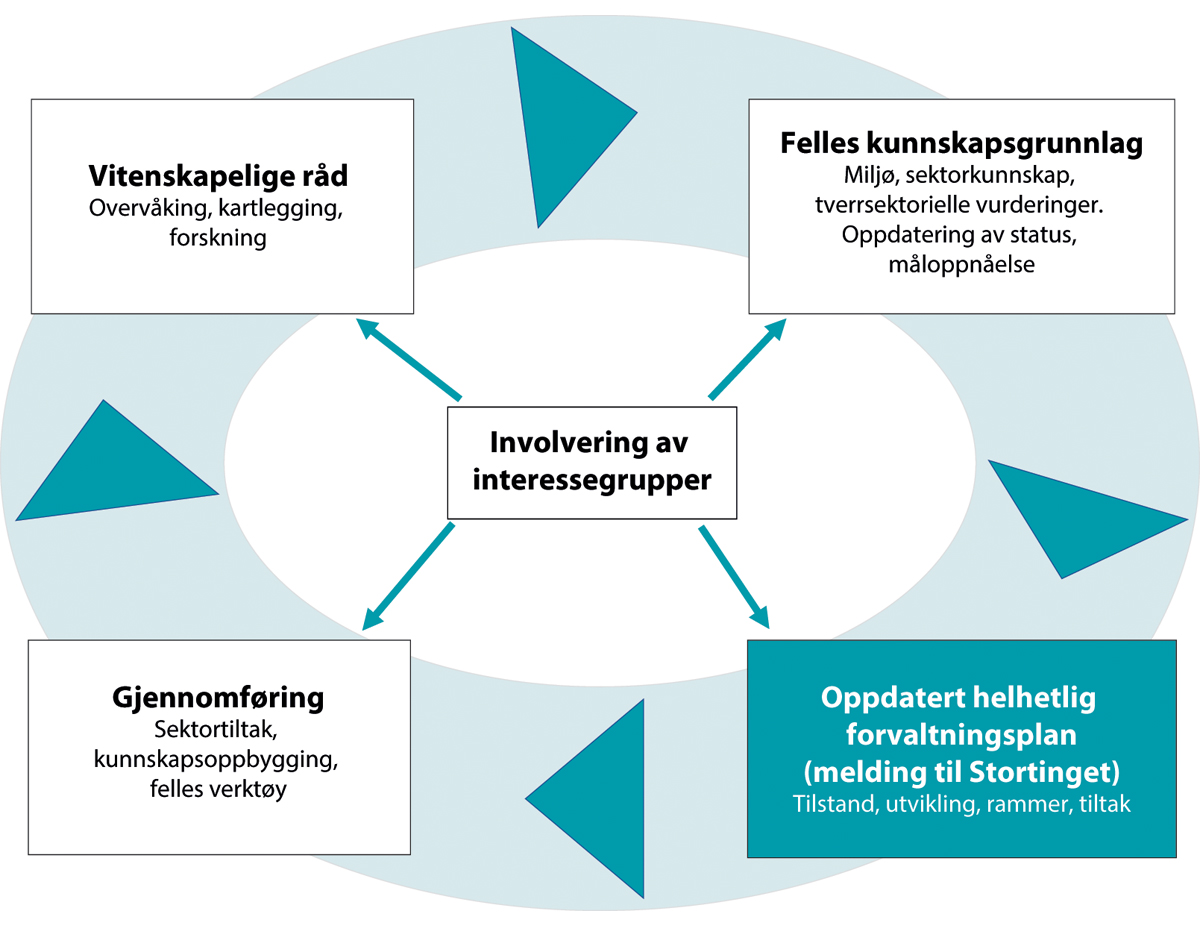 Vitenskapelige råd
Overvåking, kartlegging,
forskning
Felles kunnskapsgrunnlag
Miljø, sektorkunnskap,
tverrsektorielle vurderinger.
Oppdatering av status,
måloppnåelse
Involvering av
interessegrupper
Gjennomføring
Sektortiltak,
kunnskapsoppbygging,
felles verktøy
Oppdatert helhetlig
forvaltningsplan
(melding til Stortinget)
Tilstand, utvikling, rammer, tiltak